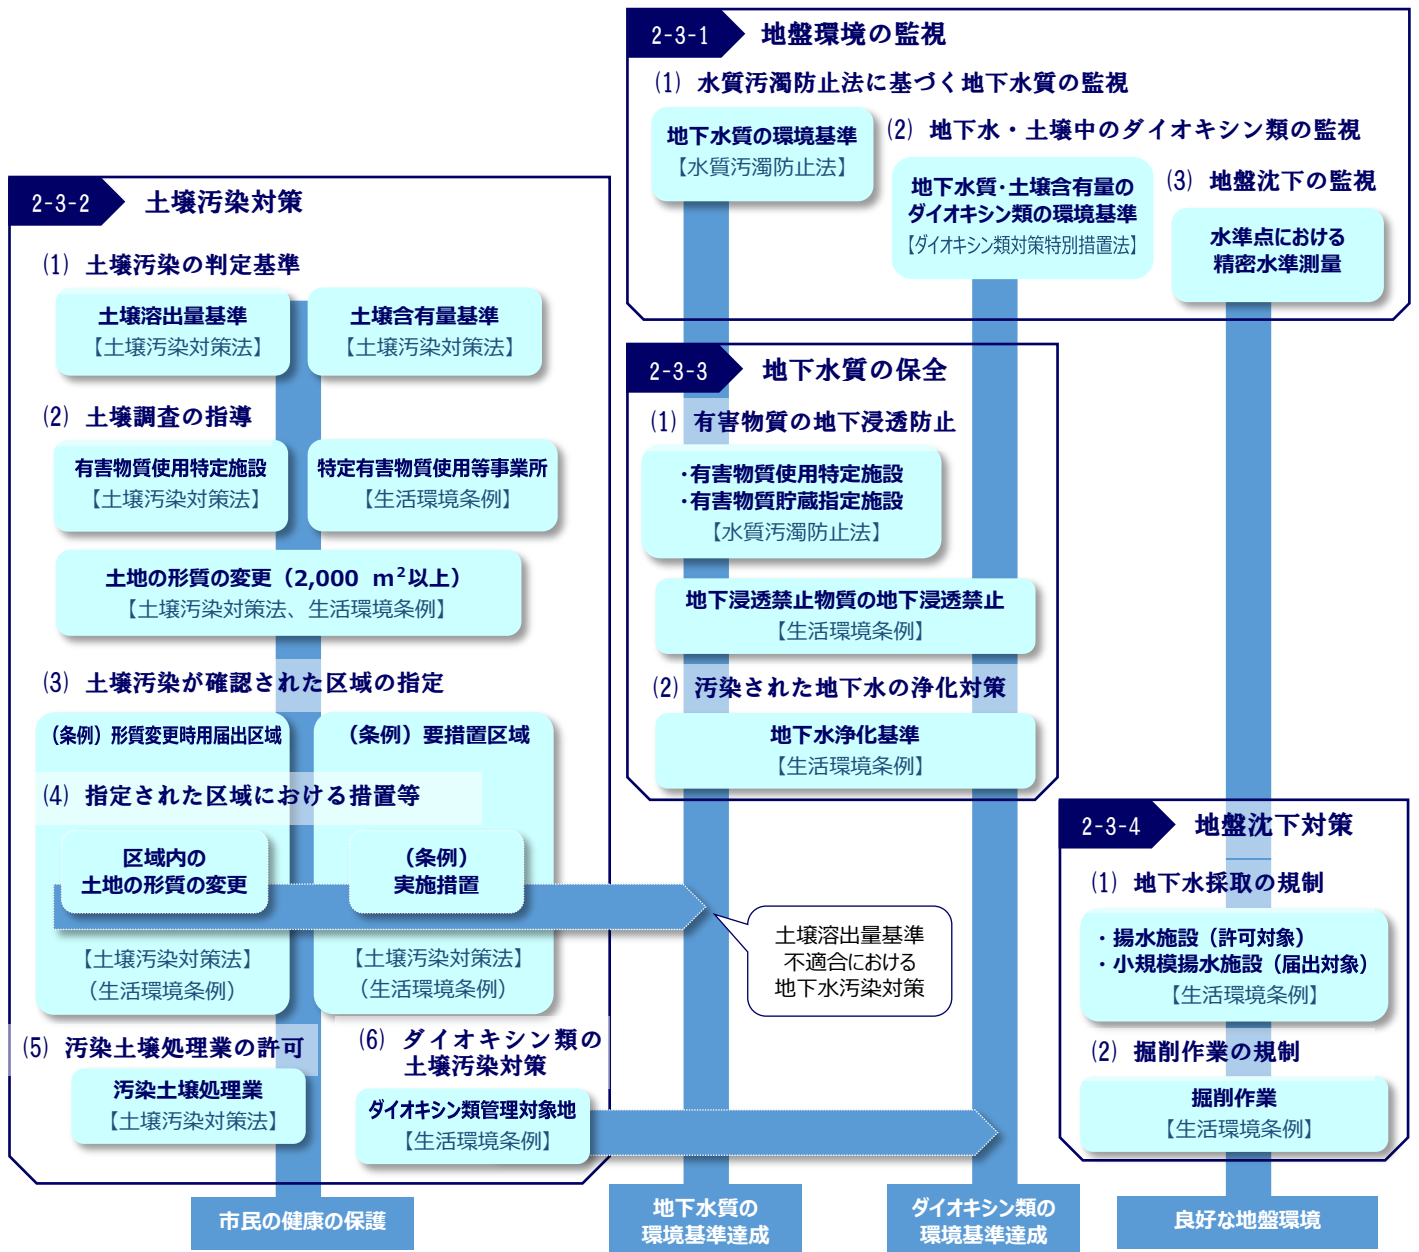 2-3-1 地盤環境の監視
(1) 水質汚濁防止法に基づく地下水質の監視
地下水質の環境基準
【水質汚濁防止法】
(2) 地下水・土壌中のダイオキシン類の監視
地下水質・土壌含有量の
ダイオキシン類の環境基準
【ダイオキシン類対策特別措置法】
(3) 地盤沈下の監視
水準点における
精密水準測量
2-3-2 土壌汚染対策
(1) 土壌汚染の判定基準
土壌溶出量基準
【土壌汚染対策法】
土壌含有量基準
【土壌汚染対策法】
(2) 土壌調査の指導
有害物質使用特定施設
【土壌汚染対策法】
特定有害物質使用等事業所
【生活環境条例】
土地の形質の変更（2,000 m²以上）
【土壌汚染対策法、生活環境条例】
(3) 土壌汚染が確認された区域の指定
（条例）形質変更時用届出区域
（条例）要措置区域
(4) 指定された区域における措置等
区域内の
土地の形質の変更
（条例）
実施措置
【土壌汚染対策法】
（生活環境条例）
【土壌汚染対策法】
（生活環境条例）
(5) 汚染土壌処理業の許可
汚染土壌処理業
【土壌汚染対策法】
(6) ダイオキシン類の
土壌汚染対策
ダイオキシン類管理対象地
【生活環境条例】
2-3-3 地下水質の保全
(1) 有害物質の地下浸透防止
・有害物質使用特定施設
・有害物質貯蔵指定施設
【水質汚濁防止法】
地下浸透禁止物質の地下浸透禁止
【生活環境条例】
(2) 汚染された地下水の浄化対策
地下水浄化基準
【生活環境条例】
土壌溶出量基準
不適合における
地下水汚染対策
2-3-4 地盤沈下対策
(1) 地下水採取の規制
・揚水施設（許可対象）
・小規模揚水施設（届出対象）
【生活環境条例】
(2) 掘削作業の規制
掘削作業
【生活環境条例】
市民の健康の保護
地下水質の
環境基準達成
ダイオキシン類の
環境基準達成
良好な地盤環境